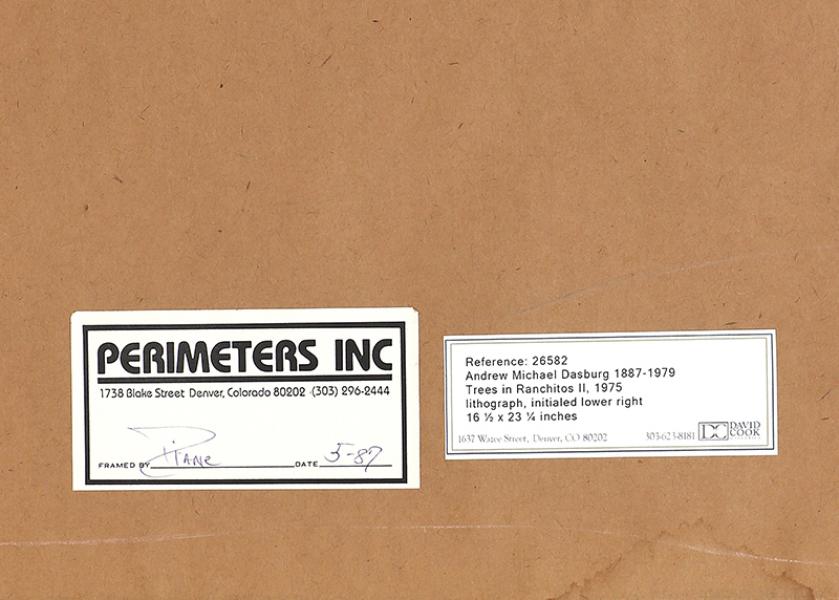 PERIMETERS INC
1738 Blake Street Denver, Colorado 80202 (303) 296-2444
FRAMED BY Diane DATE 5-87
Reference: 26582
Andrew Michael Dasburg 1887-1979
Trees in Ranchitos II, 1975
lithograph, initialed lower right
16 ½ x 23 ¼ inches
1637 Wazee Street, Denver, CO 80202 303-623-8181 DC DAVID
COOK